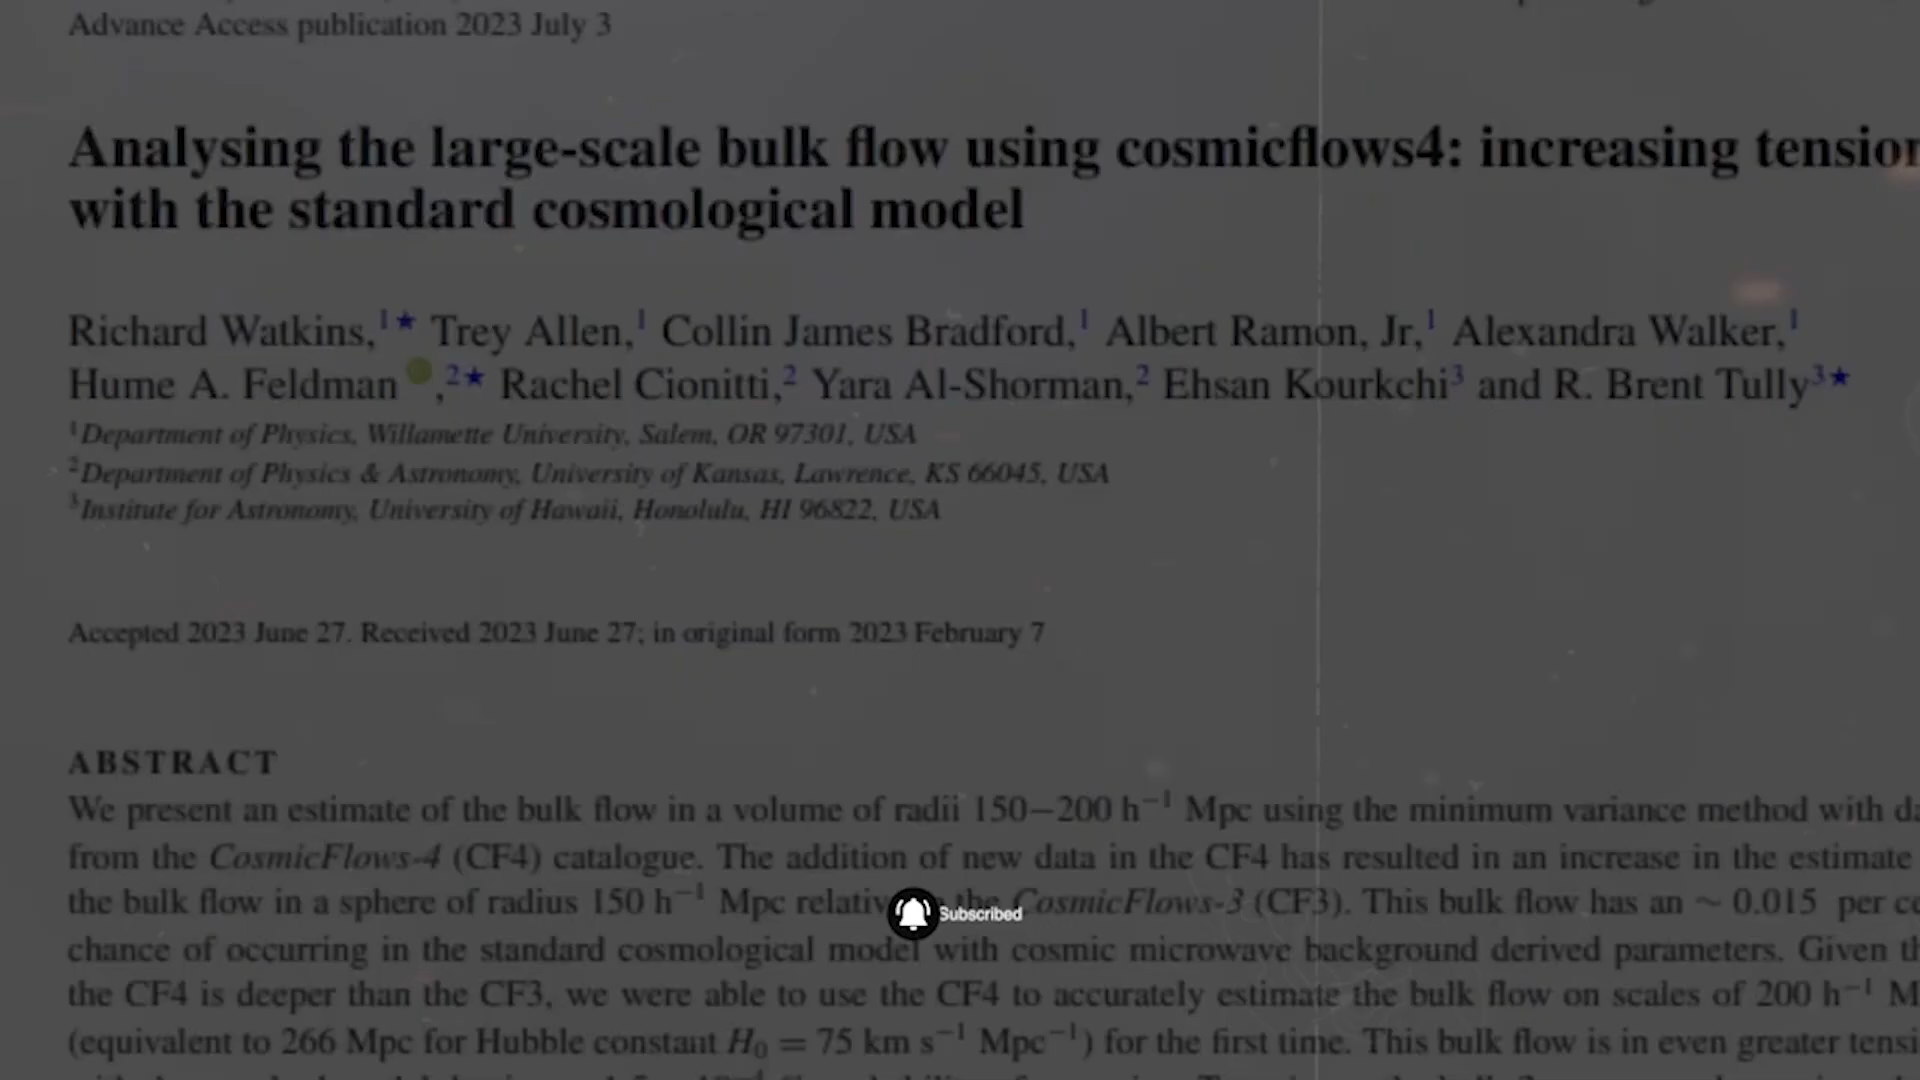 Advance Access publication 2023 July 3
Analysing the large-scale bulk flow using cosmicflows4: increasing tension
with the standard cosmological model
Richard Watkins,1★ Trey Allen,1 Collin James Bradford,1 Albert Ramon, Jr,1 Alexandra Walker,1
Hume A. Feldman ,2★ Rachel Cionitti,2 Yara Al-Shorman,2 Ehsan Kourkchi3 and R. Brent Tully3★
1Department of Physics, Willamette University, Salem, OR 97301, USA
2Department of Physics & Astronomy, University of Kansas, Lawrence, KS 66045, USA
3Institute for Astronomy, University of Hawaii, Honolulu, HI 96822, USA
Accepted 2023 June 27. Received 2023 June 27; in original form 2023 February 7
ABSTRACT
We present an estimate of the bulk flow in a volume of radii 150−200 h−1 Mpc using the minimum variance method with
from the CosmicFlows-4 (CF4) catalogue. The addition of new data in the CF4 has resulted in an increase in the estimate
the bulk flow in a sphere of radius 150 h−1 Mpc the CosmicFlows-3 (CF3). This bulk flow has an ∼ 0.015 per
Subscribed
chance of occurring in the standard cosmological model with cosmic microwave background derived parameters. Given
the CF4 is deeper than the CF3, we were able to use the CF4 to accurately estimate the bulk flow on scales of 200 h−1
(equivalent to 266 Mpc for Hubble constant H0 = 75 km s−1 Mpc−1) for the first time. This bulk flow is in even greater